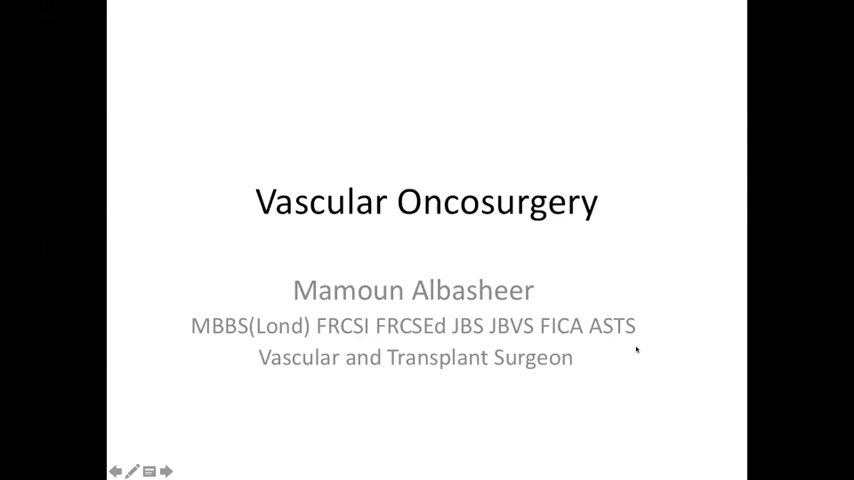 Vascular Oncosurgery
Mamoun Albasheer
MBBS(Lond) FRCSI FRCSEd JBS JBVS FICA ASTS
Vascular and Transplant Surgeon